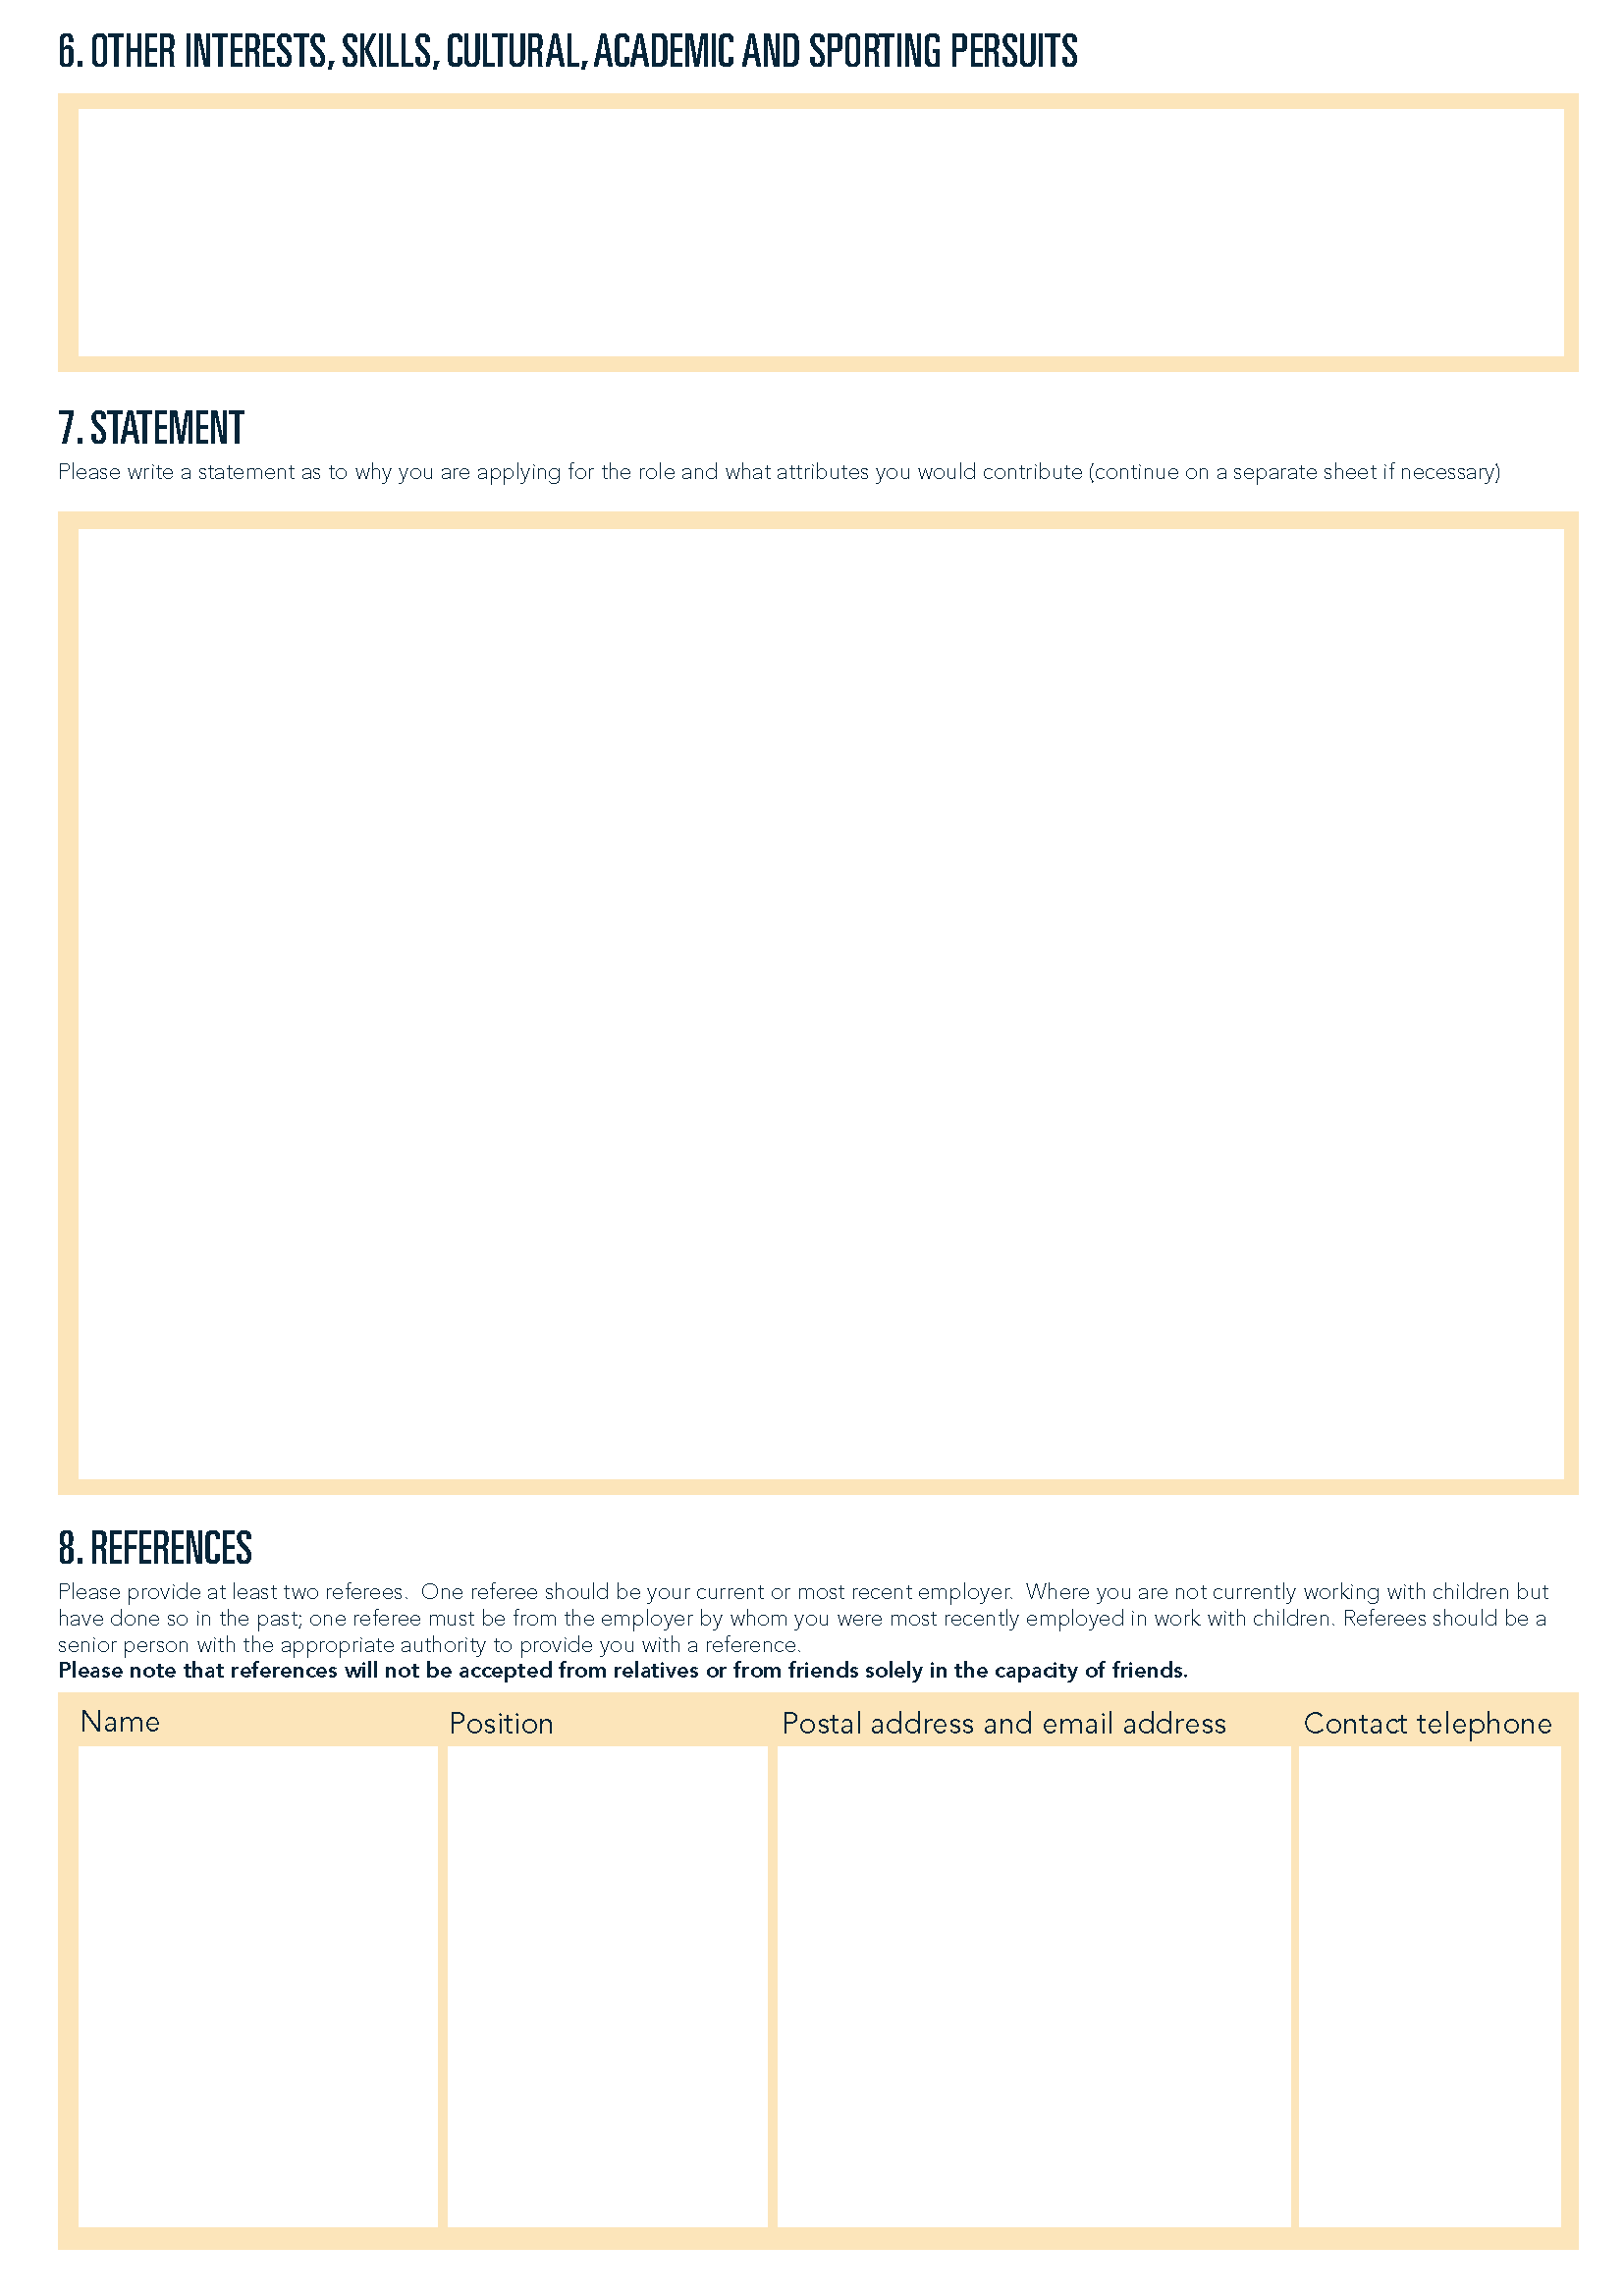 6. OTHER INTERESTS, SKILLS, CULTURAL, ACADEMIC AND SPORTING PERSUITS
7. STATEMENT
Please write a statement as to why you are applying for the role and what attributes you would contribute (continue on a separate sheet if necessary)
8. REFERENCES
Please provide at least two referees.  One referee should be your current or most recent employer.  Where you are not currently working with children but
have done so in the past; one referee must be from the employer by whom you were most recently employed in work with children. Referees should be a
senior person with the appropriate authority to provide you with a reference.
Please note that references will not be accepted from relatives or from friends solely in the capacity of friends.
Name Position Postal address and email address Contact telephone